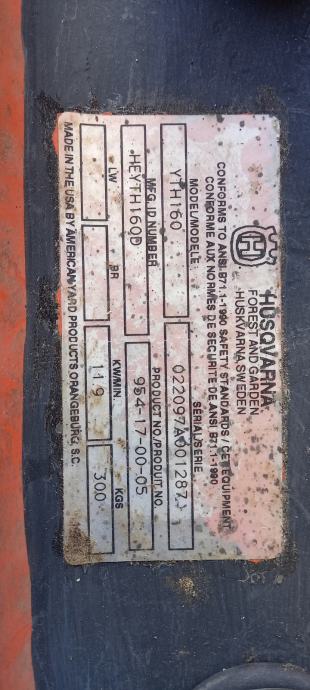 HUSQVARNA
FOREST AND GARDEN
HUSKVARNA SWEDEN
CONFORMS TO ANSI B71.1-1990 SAFETY STANDARDS / CET EQUIPMENT
CONFORME AUX NORMES DE SECURITE DE ANSI B71.1-1990
MODEL/MODELE SERIAL/SERIE
YTH160 022097A001287
MFG. ID NUMBER PRODUCT NO./PRODUIT NO.
HEYTH160D 954-17-00-05
LW BR KW/MIN. KGS
11.9 300
MADE IN THE USA BY AMERICAN YARD PRODUCTS ORANGEBURG, S.C.